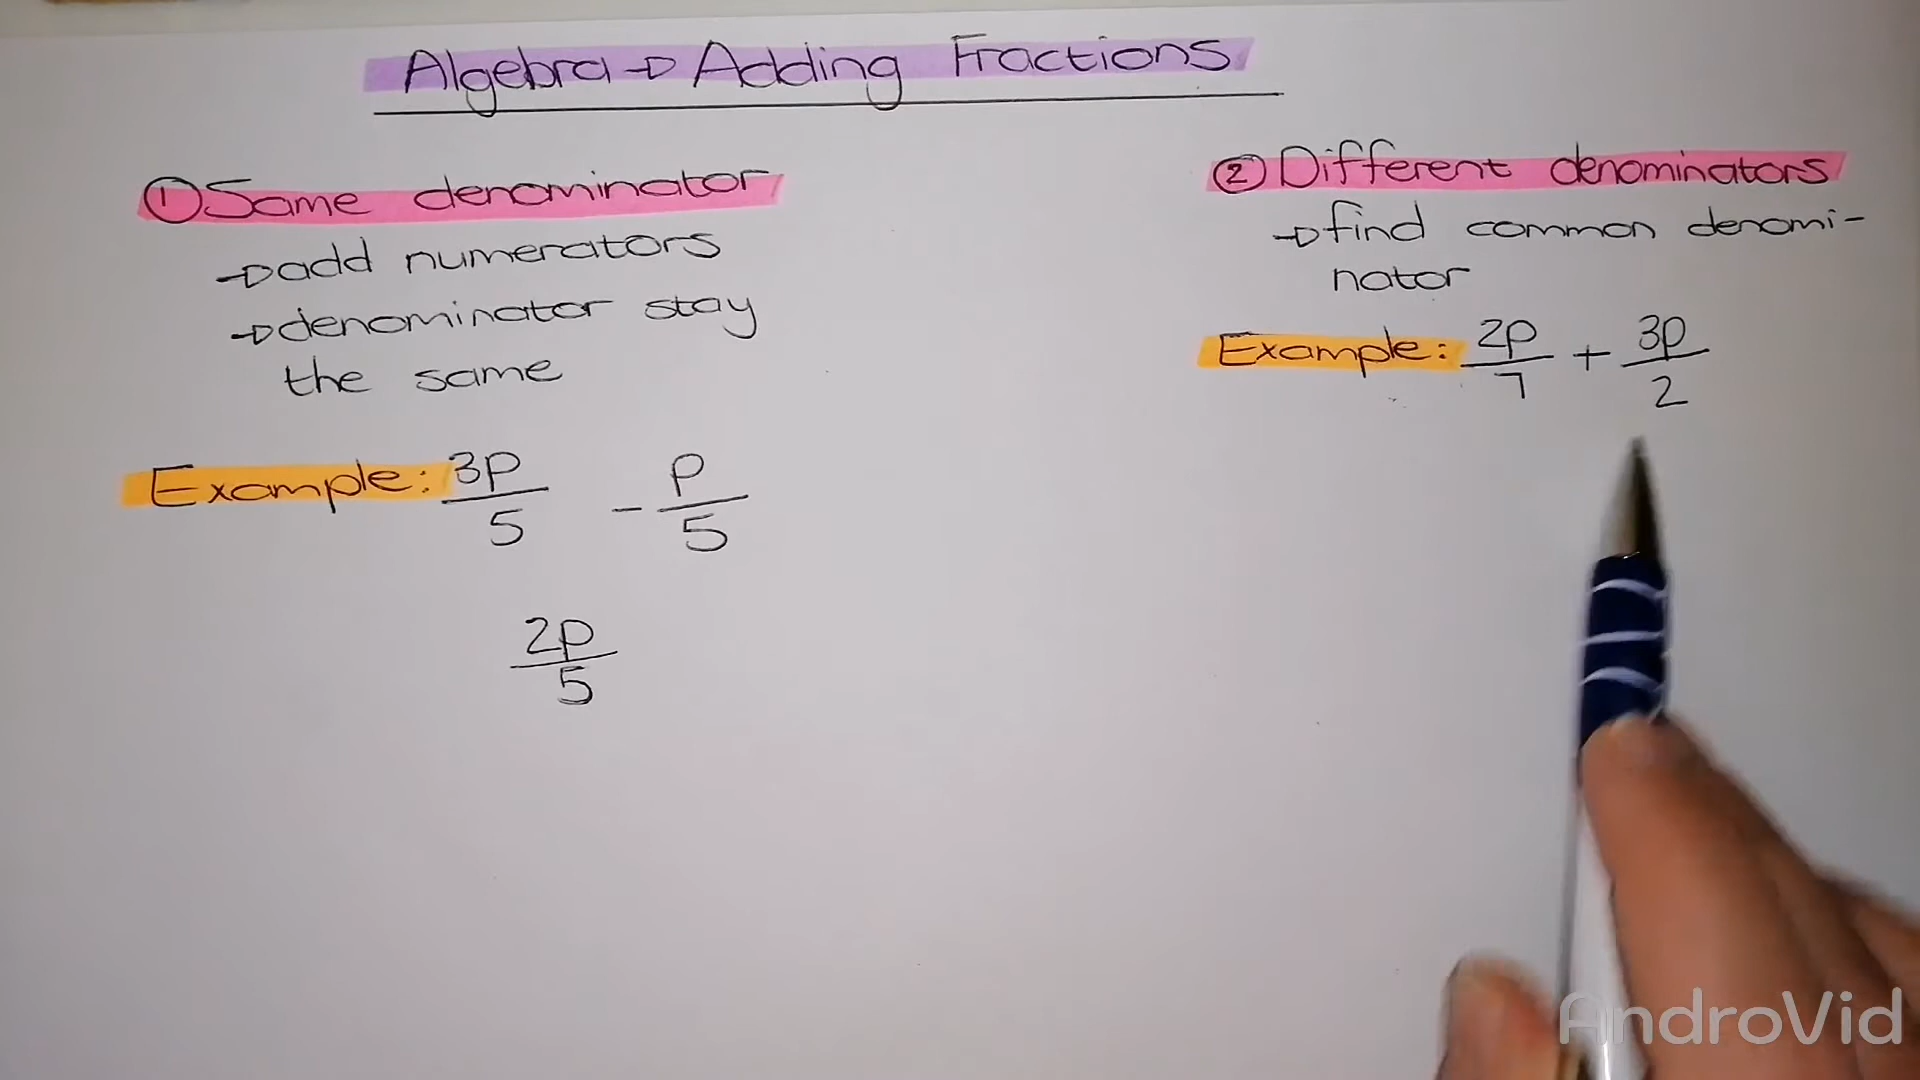 Algebra → Adding Fractions
① Same denominator
→ add numerators
→ denominator stay
the same
Example: 3p/5 - p/5
2p/5
② Different denominators
→ find common denomi-
nator
Example: 2p/7 + 3p/2
AndroVid